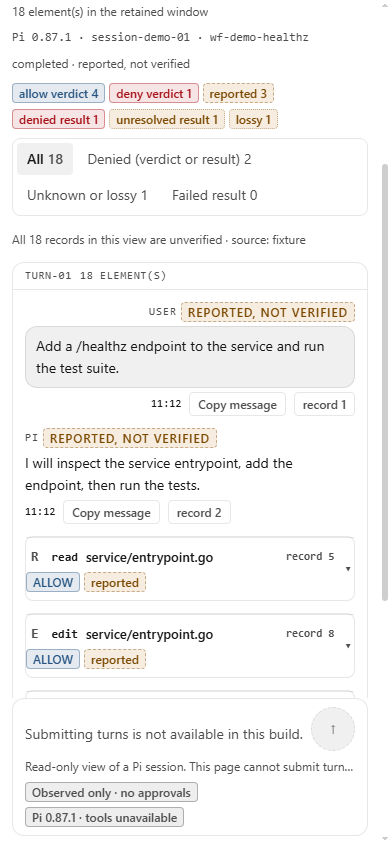 18 element(s) in the retained window
Pi 0.87.1 · session-demo-01 · wf-demo-healthz
completed · reported, not verified
allow verdict 4 deny verdict 1 reported 3
denied result 1 unresolved result 1 lossy 1
All 18 Denied (verdict or result) 2
Unknown or lossy 1 Failed result 0
All 18 records in this view are unverified · source: fixture
TURN-01 18 ELEMENT(S)
USER REPORTED, NOT VERIFIED
Add a /healthz endpoint to the service and run
the test suite.
11:12 Copy message record 1
PI REPORTED, NOT VERIFIED
I will inspect the service entrypoint, add the
endpoint, then run the tests.
11:12 Copy message record 2
R read service/entrypoint.go record 5
ALLOW reported
E edit service/entrypoint.go record 8
ALLOW reported
Submitting turns is not available in this build. ↑
Read-only view of a Pi session. This page cannot submit turn…
Observed only · no approvals
Pi 0.87.1 · tools unavailable